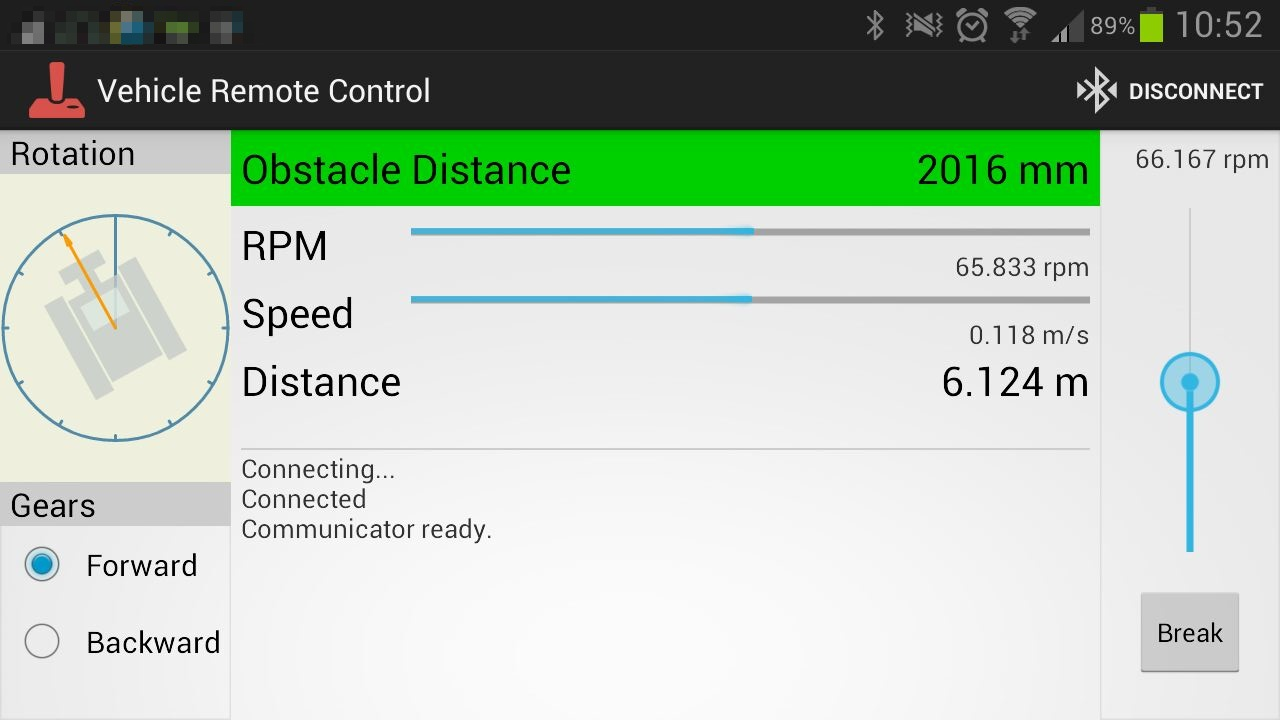 89% 10:52
Vehicle Remote Control DISCONNECT
Rotation
Obstacle Distance 2016 mm
66.167 rpm
RPM
65.833 rpm
Speed
0.118 m/s
Distance 6.124 m
Connecting...
Connected
Communicator ready.
Gears
Forward
Backward
Break